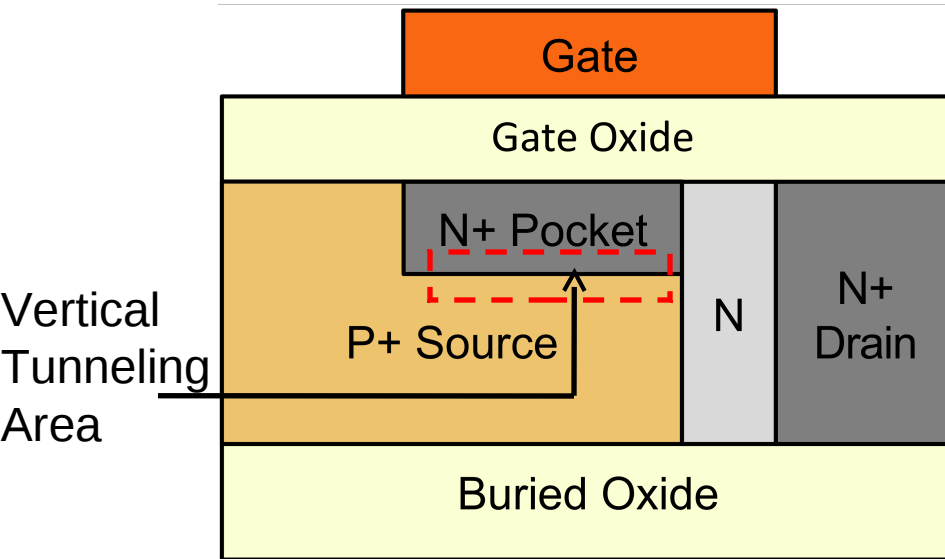 Gate
Gate Oxide
N+ Pocket
Vertical
Tunneling
Area
P+ Source
N
N+
Drain
Buried Oxide